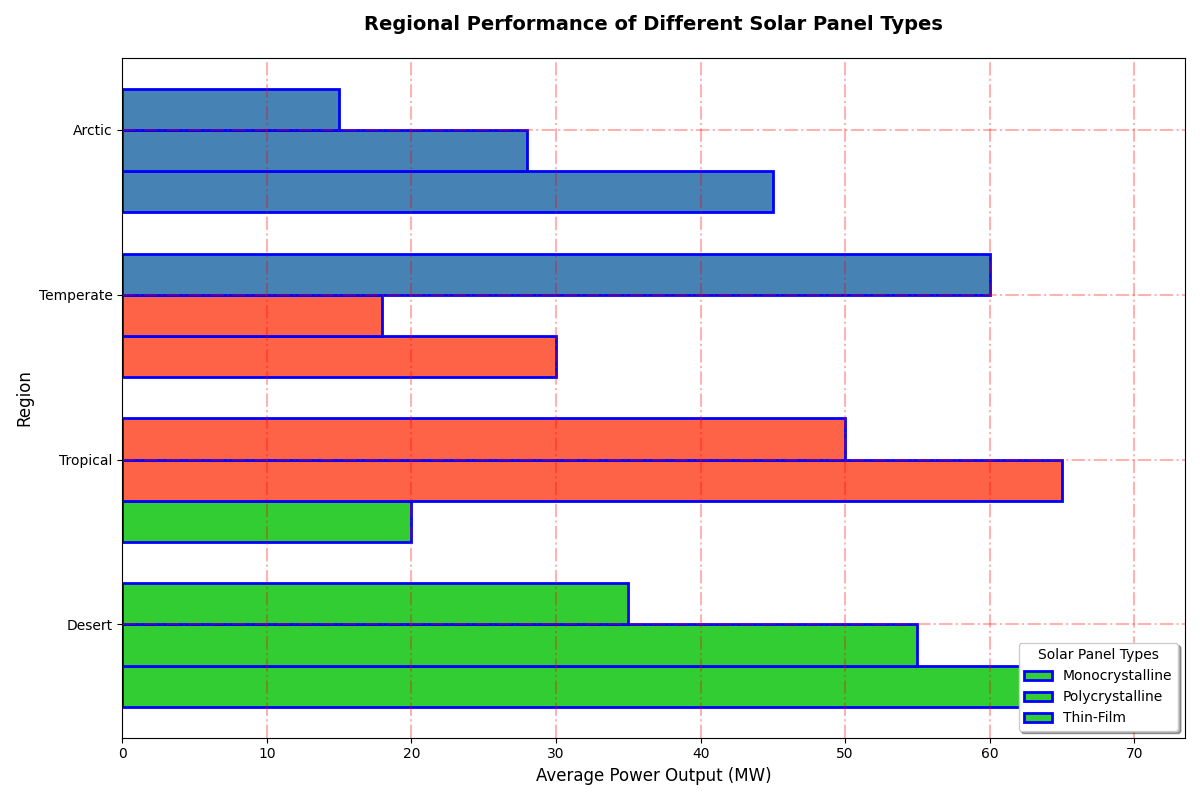 Regional Performance of Different Solar Panel Types
Arctic
Temperate
Tropical
Desert
Region
Solar Panel Types
Monocrystalline
Polycrystalline
Thin-Film
0 10 20 30 40 50 60 70
Average Power Output (MW)